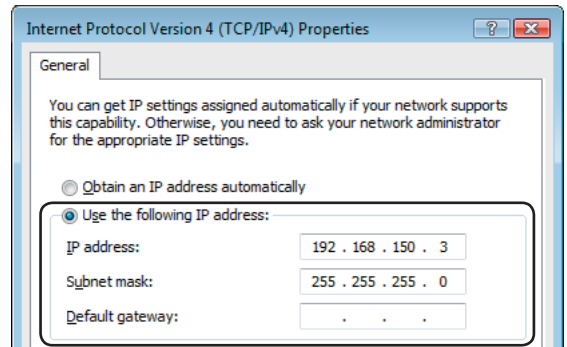 Internet Protocol Version 4 (TCP/IPv4) Properties
General
You can get IP settings assigned automatically if your network supports
this capability. Otherwise, you need to ask your network administrator
for the appropriate IP settings.
Obtain an IP address automatically
Use the following IP address:
IP address: 192 . 168 . 150 . 3
Subnet mask: 255 . 255 . 255 . 0
Default gateway: . . .